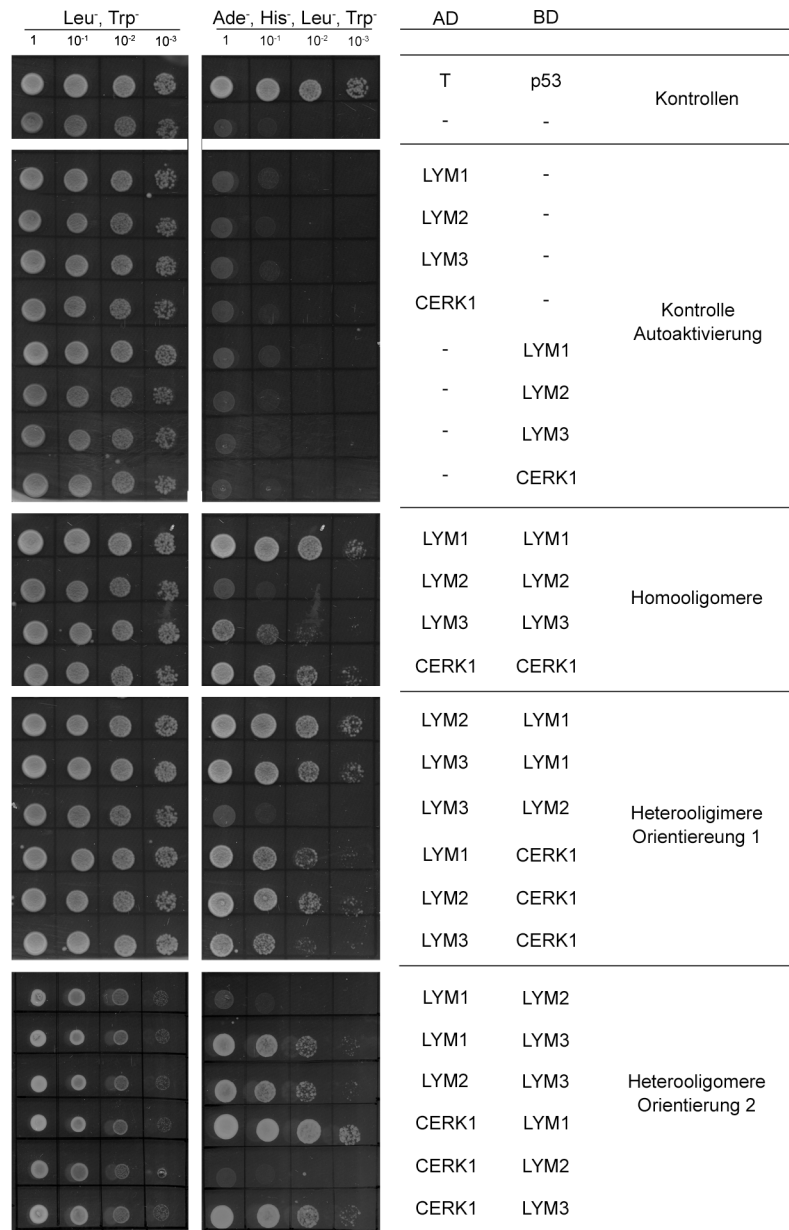 Leu-, Trp- Ade-, His-, Leu-, Trp- AD BD
1 10-1 10-2 10-3 1 10-1 10-2 10-3
T p53
Kontrollen
- -
LYM1 -
LYM2 -
LYM3 -
CERK1 -
Kontrolle
Autoaktivierung
- LYM1
- LYM2
- LYM3
- CERK1
LYM1 LYM1
LYM2 LYM2
Homooligomere
LYM3 LYM3
CERK1 CERK1
LYM2 LYM1
LYM3 LYM1
LYM3 LYM2
Heterooligimere
Orientiereung 1
LYM1 CERK1
LYM2 CERK1
LYM3 CERK1
LYM1 LYM2
LYM1 LYM3
LYM2 LYM3
Heterooligomere
Orientierung 2
CERK1 LYM1
CERK1 LYM2
CERK1 LYM3